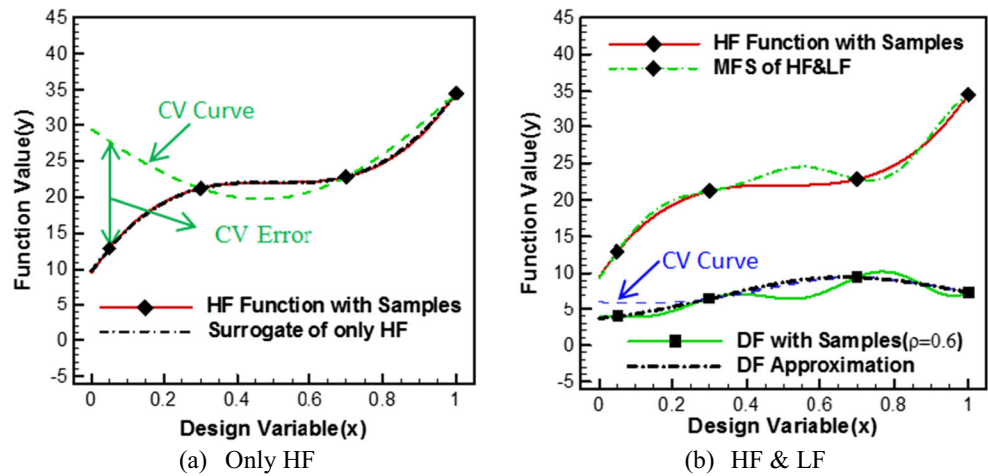 45
40
35
30
25
20
15
10
5
0
-5
Function Value(y)
CV Curve
CV Error
HF Function with Samples
Surrogate of only HF
0 0.2 0.4 0.6 0.8 1
Design Variable(x)
(a) Only HF
45
40
35
30
25
20
15
10
5
0
-5
Function Value(y)
HF Function with Samples
MFS of HF&LF
CV Curve
DF with Samples(ρ=0.6)
DF Approximation
0 0.2 0.4 0.6 0.8 1
Design Variable(x)
(b) HF & LF